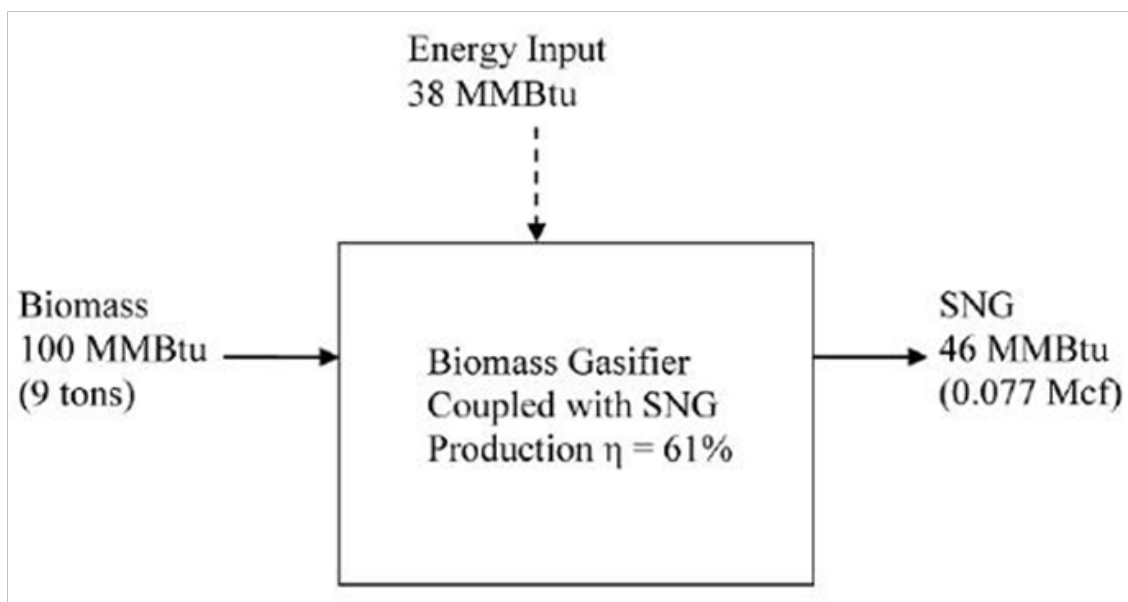 Energy Input
38 MMBtu
Biomass
100 MMBtu
(9 tons)
Biomass Gasifier
Coupled with SNG
Production η = 61%
SNG
46 MMBtu
(0.077 Mcf)